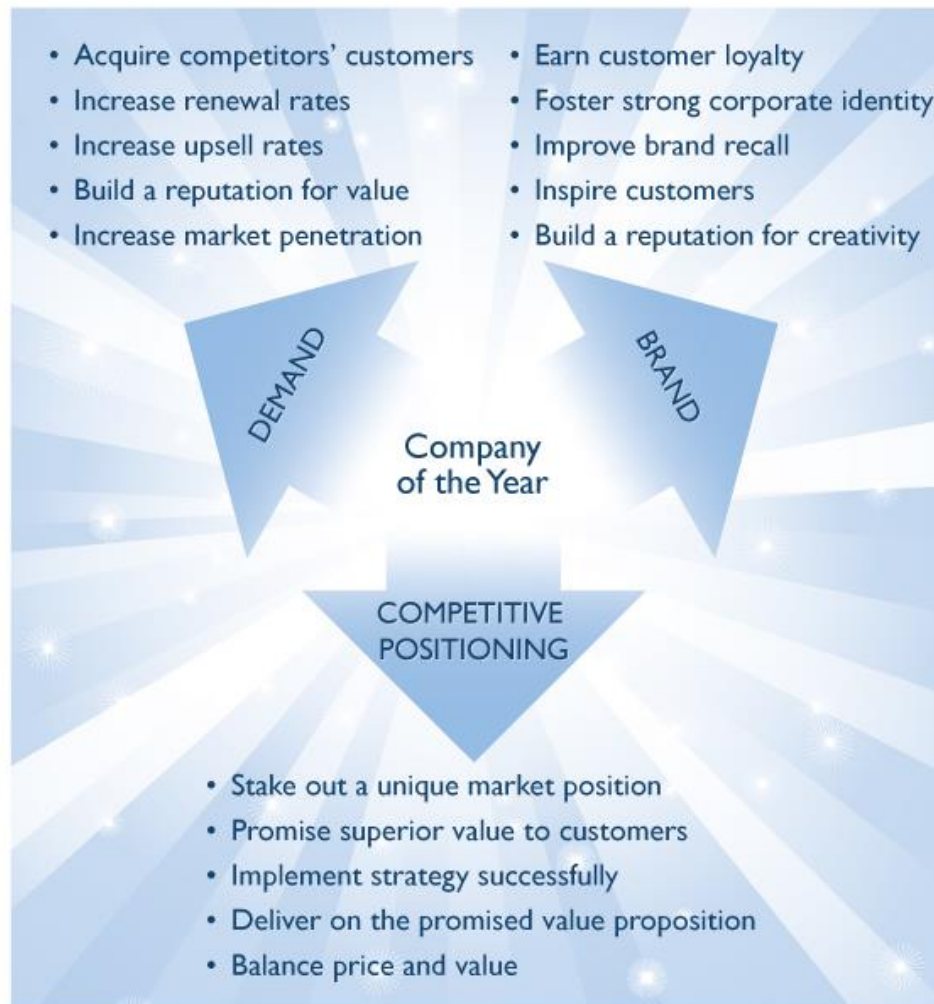 • Acquire competitors' customers
• Increase renewal rates
• Increase upsell rates
• Build a reputation for value
• Increase market penetration
• Earn customer loyalty
• Foster strong corporate identity
• Improve brand recall
• Inspire customers
• Build a reputation for creativity
DEMAND
BRAND
Company
of the Year
COMPETITIVE
POSITIONING
• Stake out a unique market position
• Promise superior value to customers
• Implement strategy successfully
• Deliver on the promised value proposition
• Balance price and value